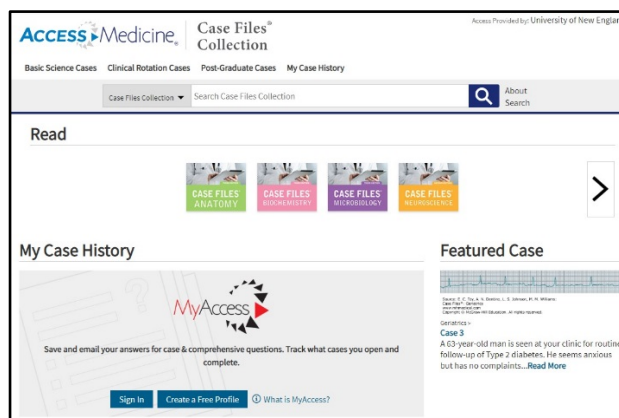 Access Provided by: University of New England
ACCESS Medicine®
Case Files®
Collection
Basic Science Cases Clinical Rotation Cases Post-Graduate Cases My Case History
Case Files Collection Search Case Files Collection
About
Search
Read
CASE FILES®
ANATOMY
CASE FILES®
BIOCHEMISTRY
CASE FILES®
MICROBIOLOGY
CASE FILES®
NEUROSCIENCE
My Case History
MyAccess
Save and email your answers for case & comprehensive questions. Track what cases you open and
complete.
Sign In Create a Free Profile What is MyAccess?
Featured Case
Geriatrics >
Case 3
A 63-year-old man is seen at your clinic for routine
follow-up of Type 2 diabetes. He seems anxious
but has no complaints...Read More